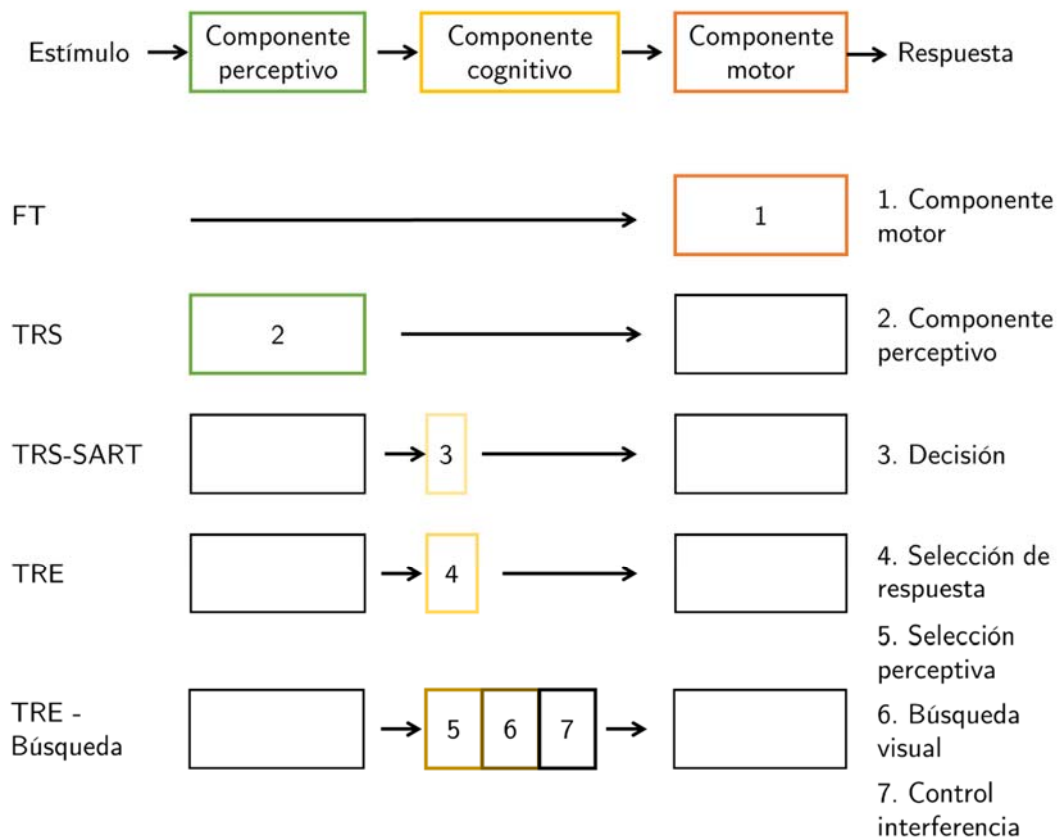 Estímulo
Componente
perceptivo
Componente
cognitivo
Componente
motor
Respuesta
FT
1
1. Componente
motor
TRS
2
2. Componente
perceptivo
TRS-SART
3
3. Decisión
TRE
4
4. Selección de
respuesta
5. Selección
perceptiva
TRE -
Búsqueda
5
6
7
6. Búsqueda
visual
7. Control
interferencia